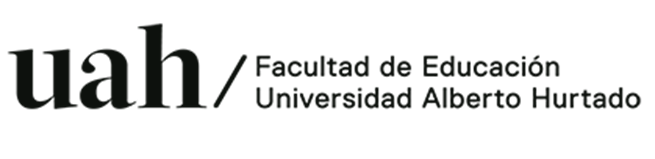 uah/
Facultad de Educación
Universidad Alberto Hurtado